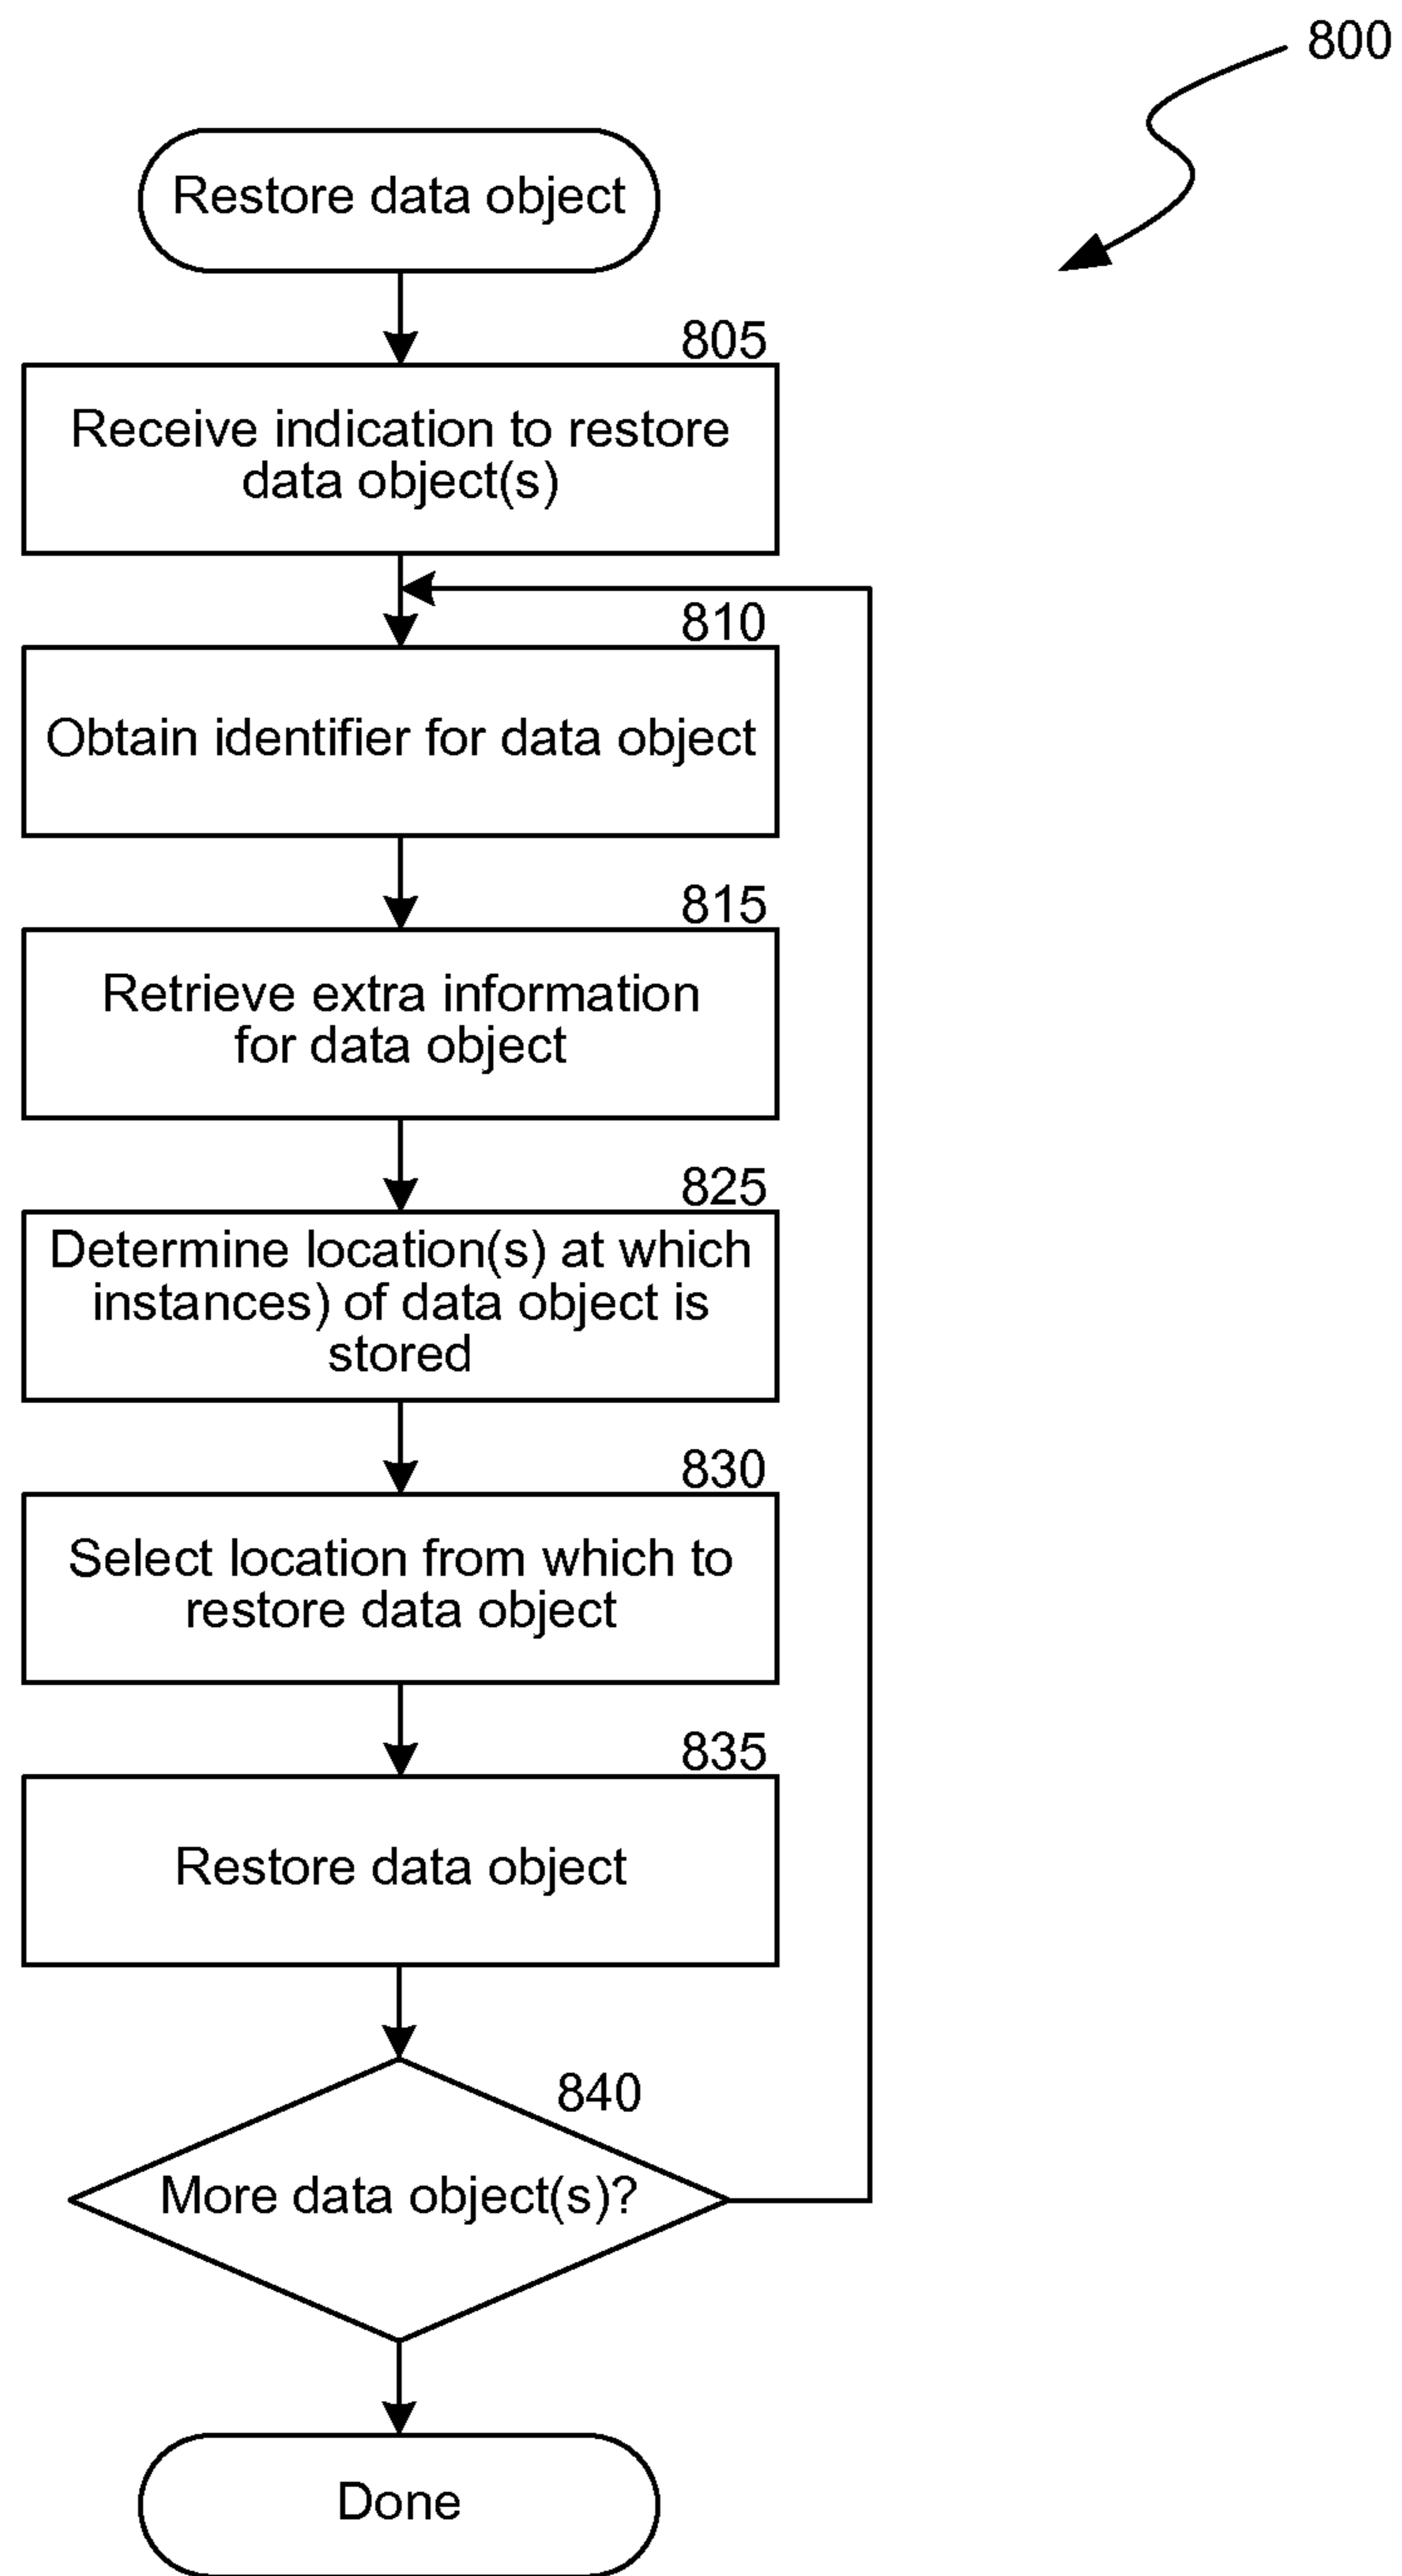 800
Restore data object
805
Receive indication to restore
data object(s)
810
Obtain identifier for data object
815
Retrieve extra information
for data object
825
Determine location(s) at which
instances) of data object is
stored
830
Select location from which to
restore data object
835
Restore data object
840
More data object(s)?
Done